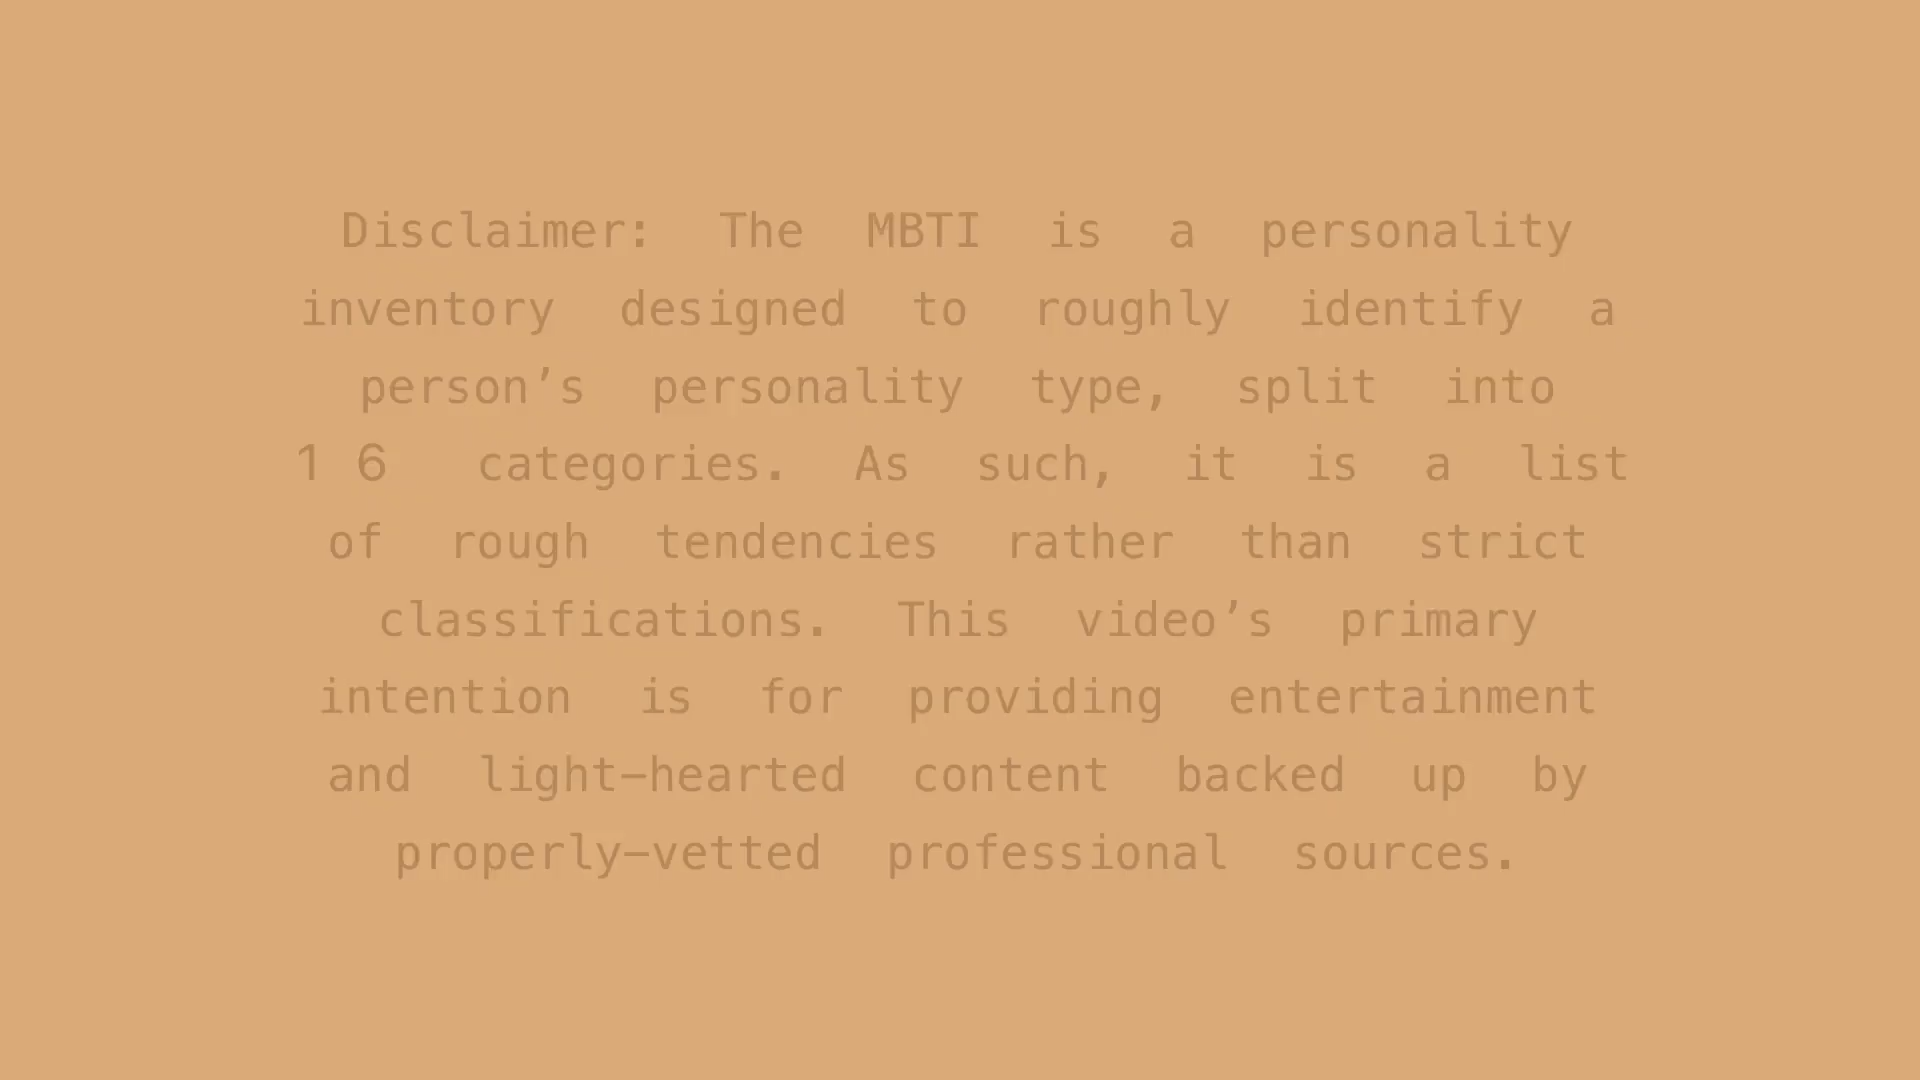 Disclaimer: The MBTI is a personality
inventory designed to roughly identify a
person’s personality type, split into
1 6 categories. As such, it is a list
of rough tendencies rather than strict
classifications. This video’s primary
intention is for providing entertainment
and light–hearted content backed up by
properly–vetted professional sources.